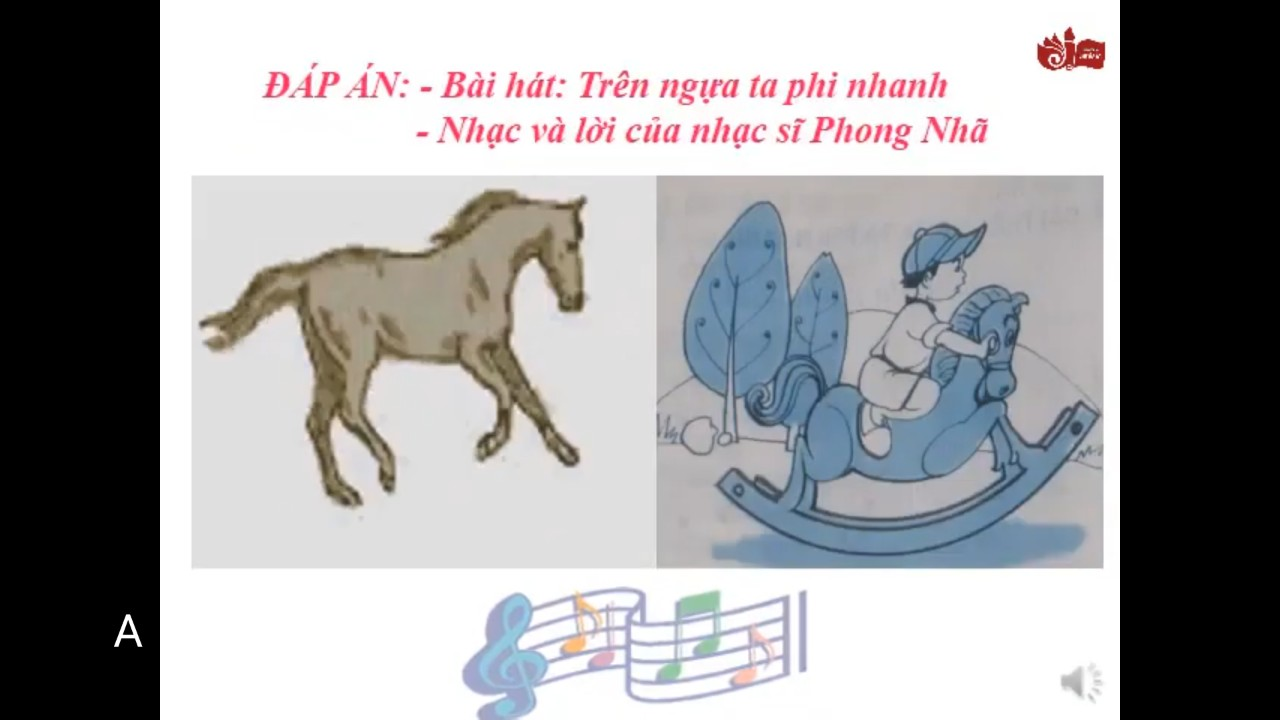 ĐÁP ÁN: - Bài hát: Trên ngựa ta phi nhanh
- Nhạc và lời của nhạc sĩ Phong Nhã
A